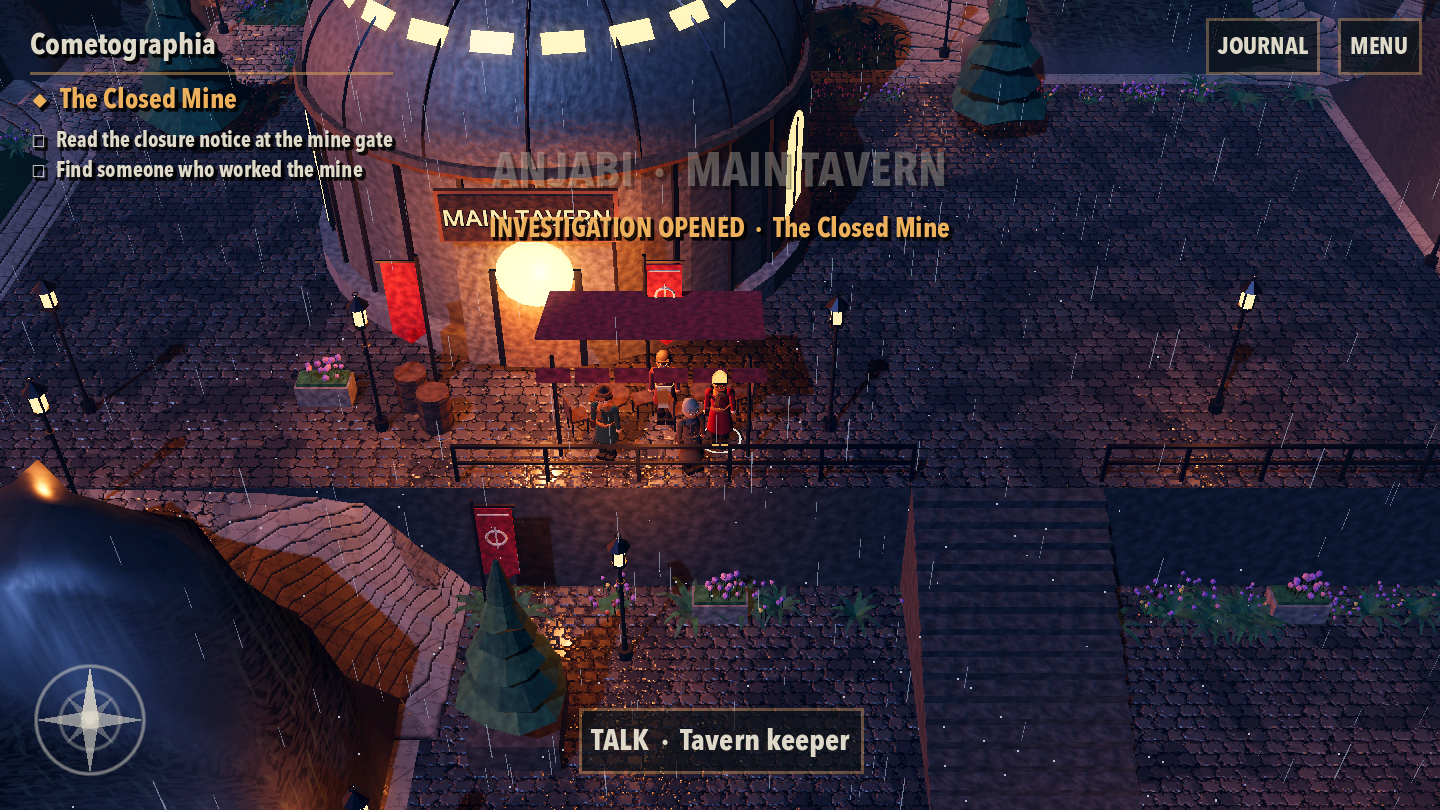 Cometographia
JOURNAL
MENU
The Closed Mine
Read the closure notice at the mine gate
Find someone who worked the mine
ANJABI · MAIN TAVERN
MAIN TAVERN
INVESTIGATION OPENED · The Closed Mine
TALK · Tavern keeper